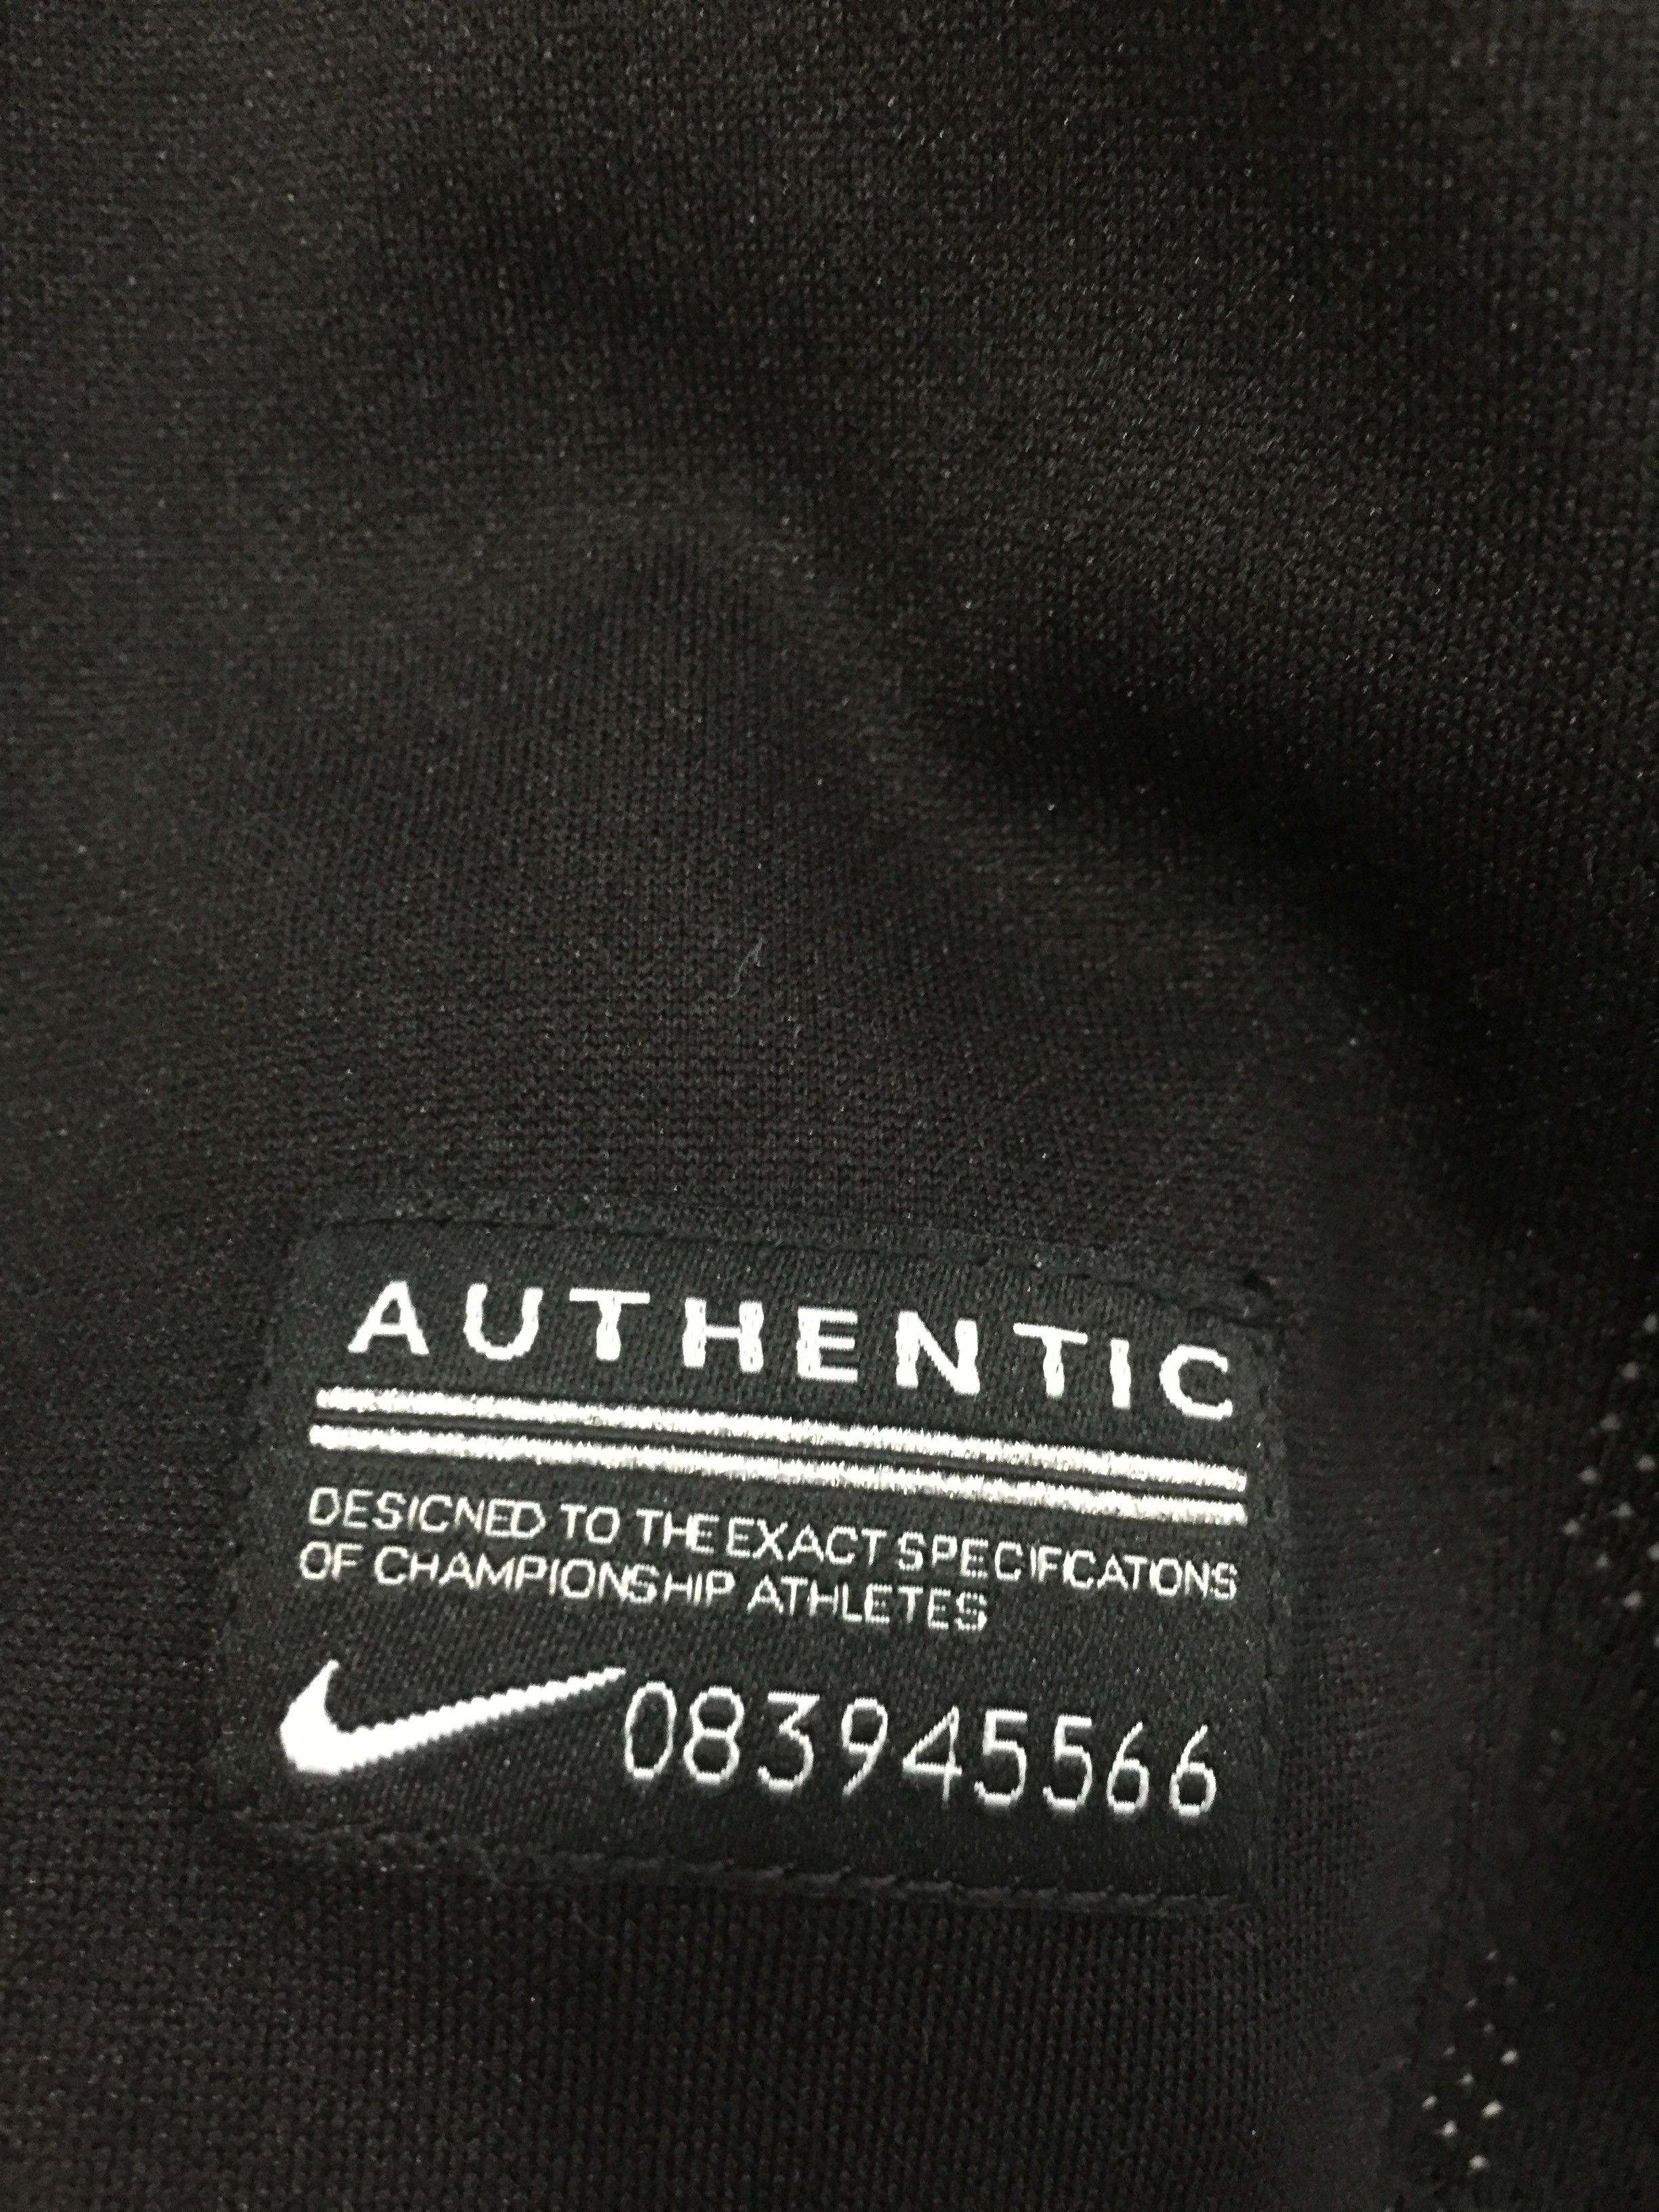 AUTHENTIC
DESIGNED TO THE EXACT SPECIFICATIONS
OF CHAMPIONSHIP ATHLETES
083945566